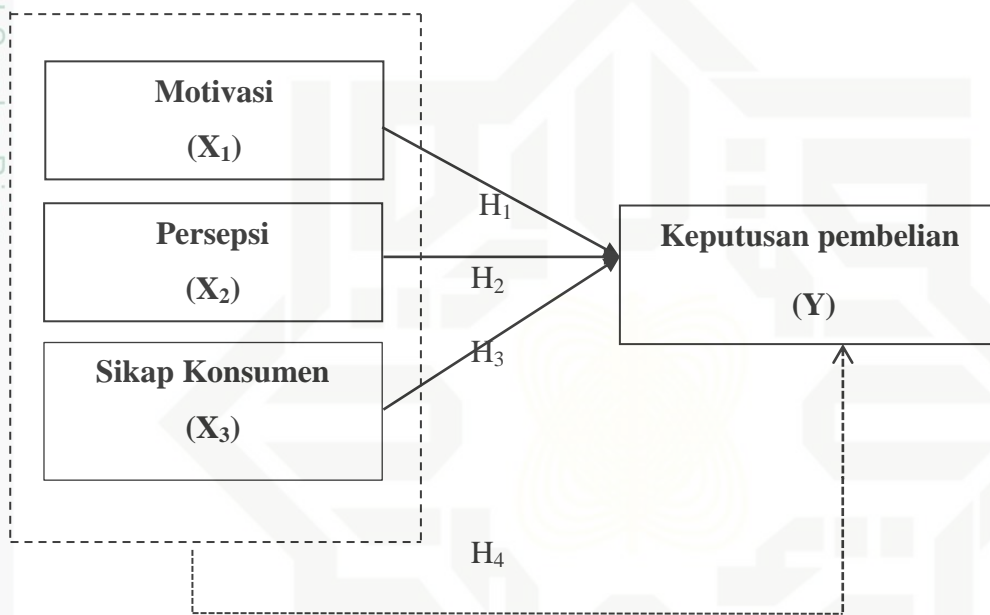 Motivasi
(X₁)
H₁
Persepsi
(X₂)
H₂
Keputusan pembelian
(Y)
Sikap Konsumen
(X₃)
H₃
H₄